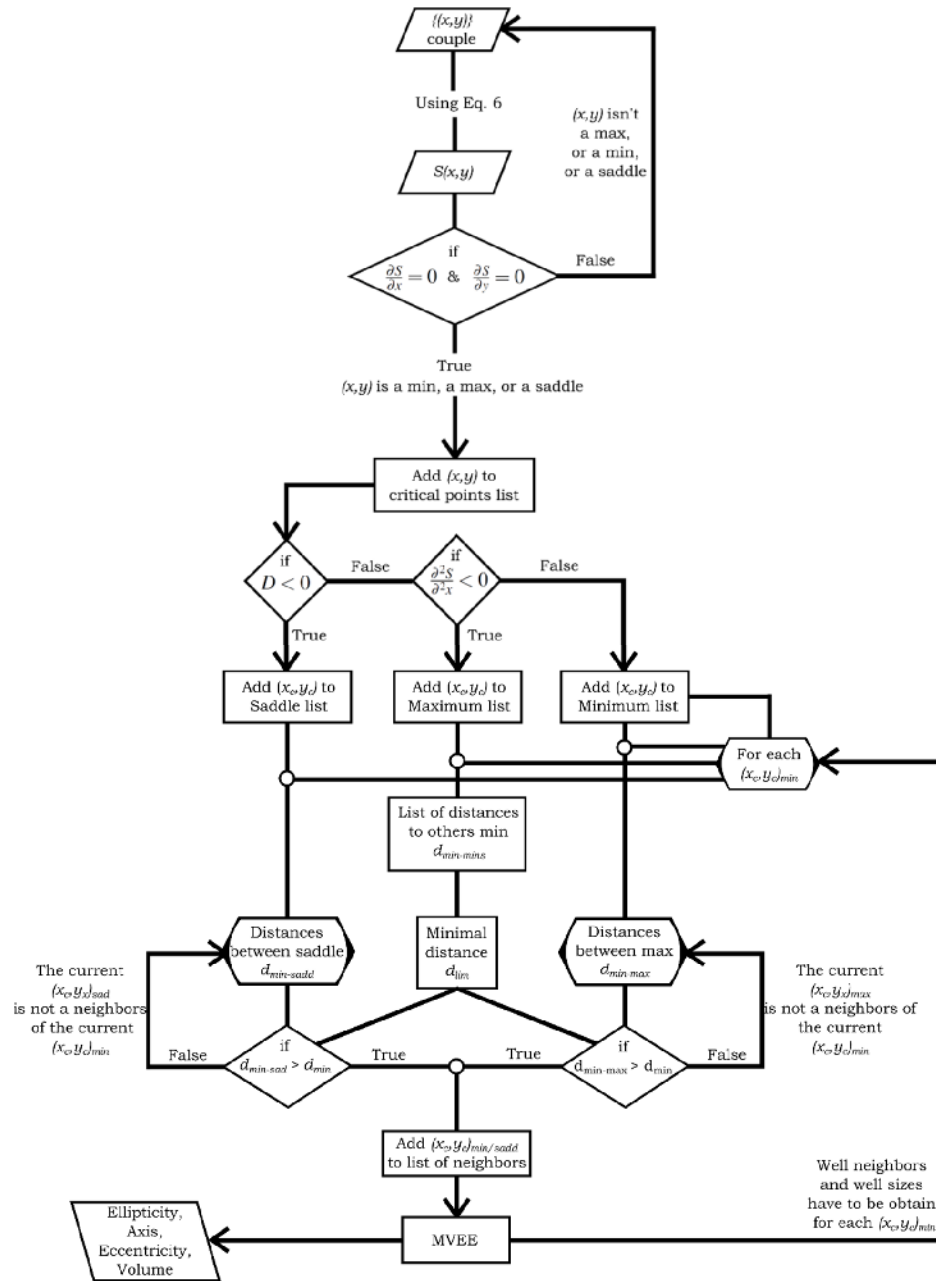 {(x,y)}
couple
Using Eq. 6
(x,y) isn't
a max,
or a min,
or a saddle
S(x,y)
if
∂S/∂x = 0 & ∂S/∂y = 0
False
True
(x,y) is a min, a max, or a saddle
Add (x,y) to
critical points list
if
D < 0
False
if
∂²S/∂²x < 0
False
True
True
Add (x_c,y_c) to
Saddle list
Add (x_c,y_c) to
Maximum list
Add (x_c,y_c) to
Minimum list
For each
(x_c,y_c)_min
List of distances
to others min
d_min-mins
Distances
between saddle
d_min-sadd
Minimal
distance
d_lim
Distances
between max
d_min-max
The current
(x_c,y_x)_sad
is not a neighbors
of the current
(x_c,y_c)_min
The current
(x_c,y_x)_max
is not a neighbors
of the current
(x_c,y_c)_min
False
if
d_min-sad > d_min
True
True
if
d_min-max > d_min
False
Add (x_c,y_c)_min/sadd
to list of neighbors
Well neighbors
and well sizes
have to be obtain
for each (x_c,y_c)_min
Ellipticity,
Axis,
Eccentricity,
Volume
MVEE